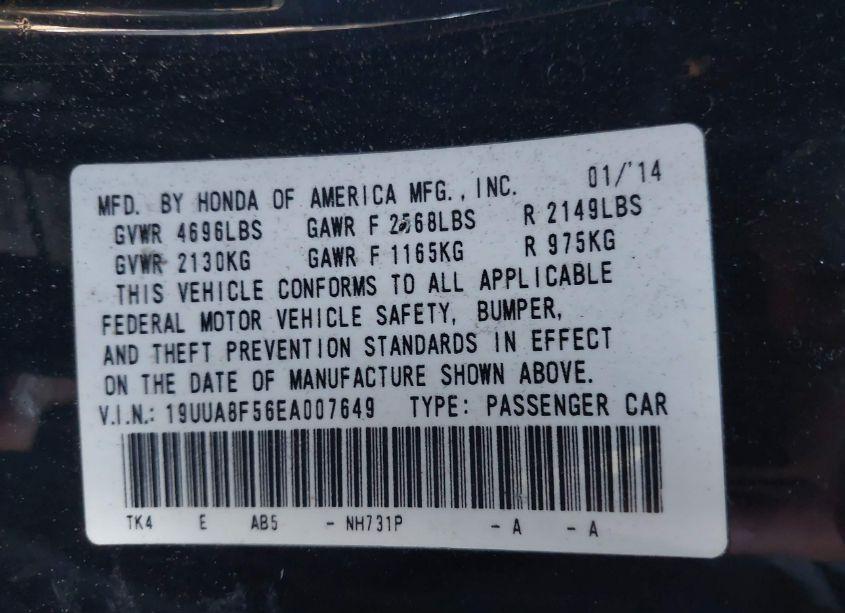 MFD. BY HONDA OF AMERICA MFG., INC. 01/'14
GVWR 4696LBS GAWR F 2568LBS R 2149LBS
GVWR 2130KG GAWR F 1165KG R 975KG
THIS VEHICLE CONFORMS TO ALL APPLICABLE
FEDERAL MOTOR VEHICLE SAFETY, BUMPER,
AND THEFT PREVENTION STANDARDS IN EFFECT
ON THE DATE OF MANUFACTURE SHOWN ABOVE.
V.I.N.: 19UUA8F56EA007649 TYPE: PASSENGER CAR
TK4 E AB5 - NH731P - A - A